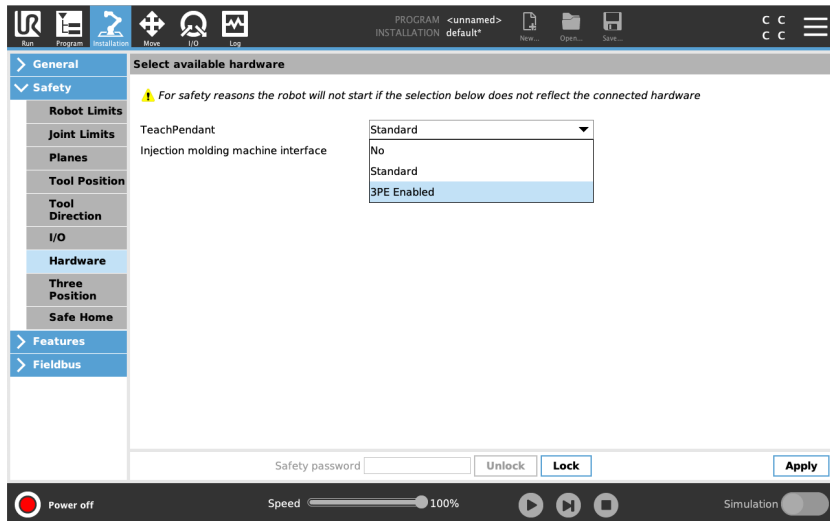 UR
Run
Program
Installation
Move
I/O
Log
PROGRAM <unnamed>
INSTALLATION default*
New...
Open...
Save...
C C
C C
General
Safety
Robot Limits
Joint Limits
Planes
Tool Position
Tool
Direction
I/O
Hardware
Three
Position
Safe Home
Features
Fieldbus
Select available hardware
For safety reasons the robot will not start if the selection below does not reflect the connected hardware
TeachPendant
Standard
Injection molding machine interface
No
Standard
3PE Enabled
Safety password
Unlock
Lock
Apply
Power off
Speed
100%
Simulation